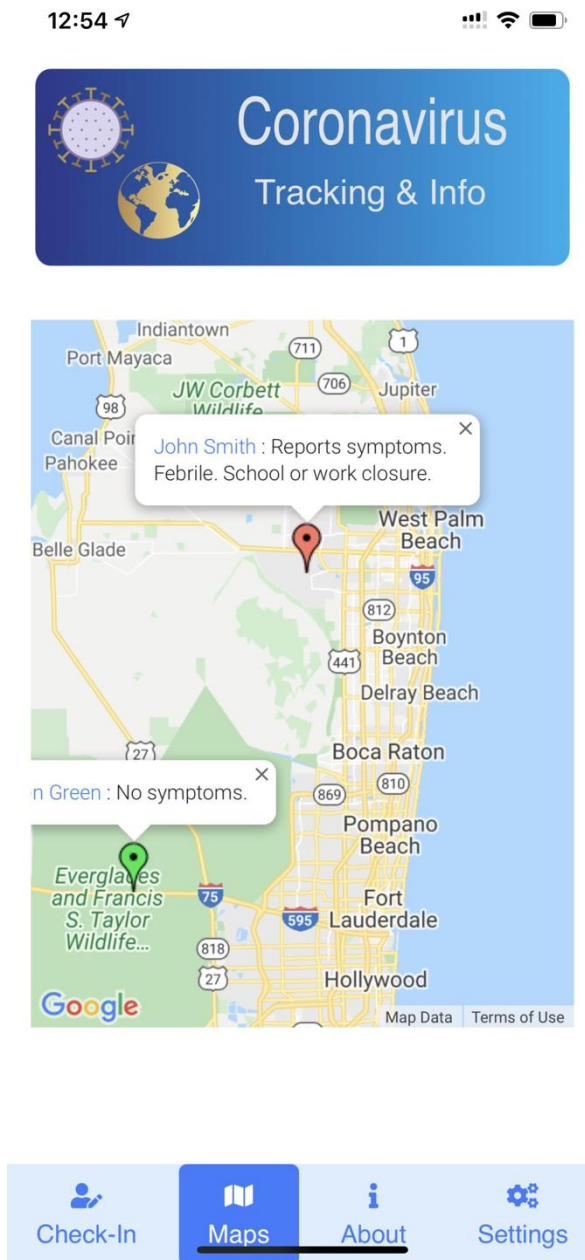 12:54
Coronavirus
Tracking & Info
Indiantown
711
1
Port Mayaca
JW Corbett
Wildlife
706
Jupiter
98
Canal Poin
Pahokee
John Smith : Reports symptoms.
Febrile. School or work closure.
West Palm
Beach
Belle Glade
95
812
Boynton
Beach
441
Delray Beach
27
Boca Raton
n Green : No symptoms.
869
810
Pompano
Beach
Everglades
and Francis
S. Taylor
Wildlife...
75
595
Fort
Lauderdale
818
27
Hollywood
Google
Map Data
Terms of Use
Check-In
Maps
About
Settings